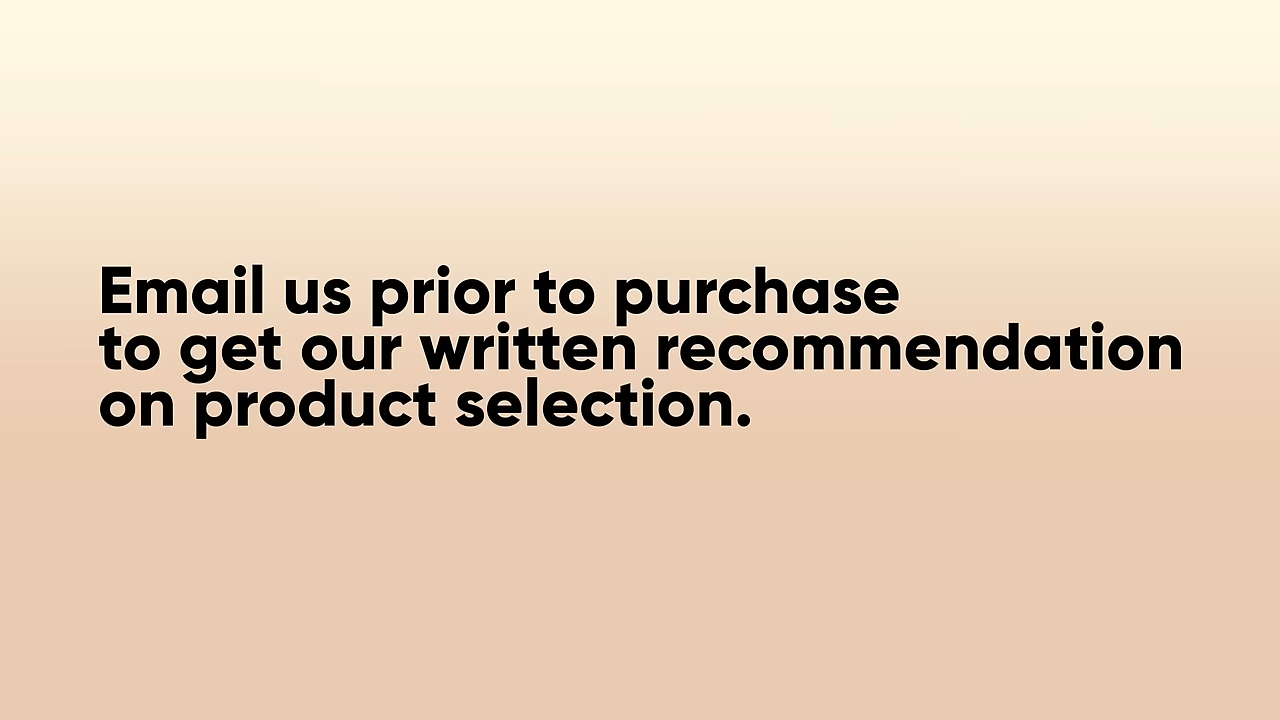 Email us prior to purchase
to get our written recommendation
on product selection.